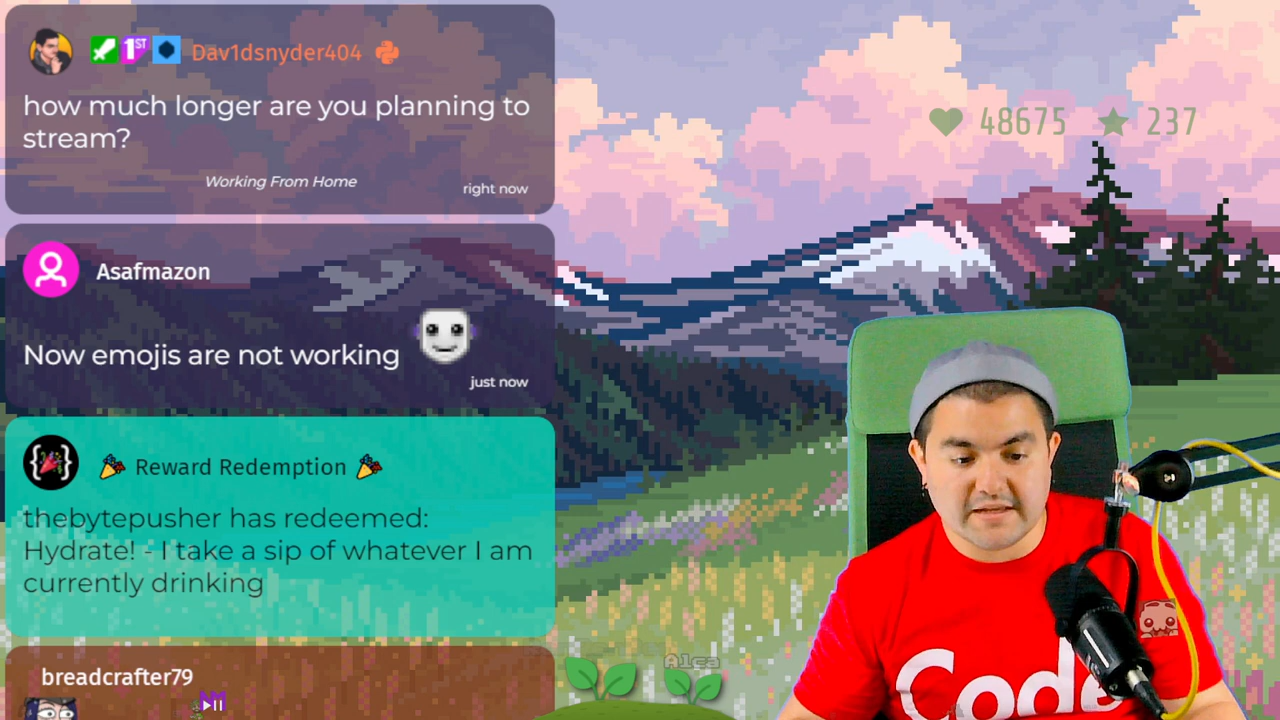 1ST Dav1dsnyder404
how much longer are you planning to
stream?
Working From Home
right now
48675 237
Asafmazon
Now emojis are not working
just now
Reward Redemption
thebytepusher has redeemed:
Hydrate! - I take a sip of whatever I am
currently drinking
breadcrafter79
Alca
Code